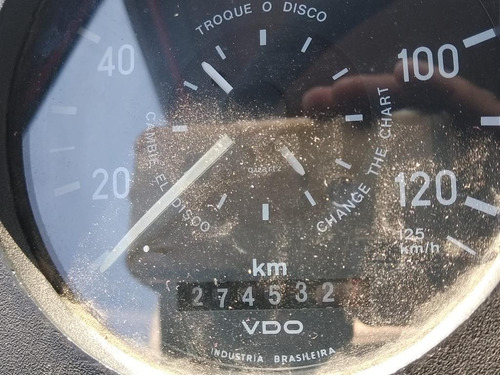 TROQUE O DISCO
40
100
CAMBIE EL DISCO
CHANGE THE CHART
QUARTZ
20
120
125
km/h
km
274532
VDO
INDUSTRIA BRASILEIRA